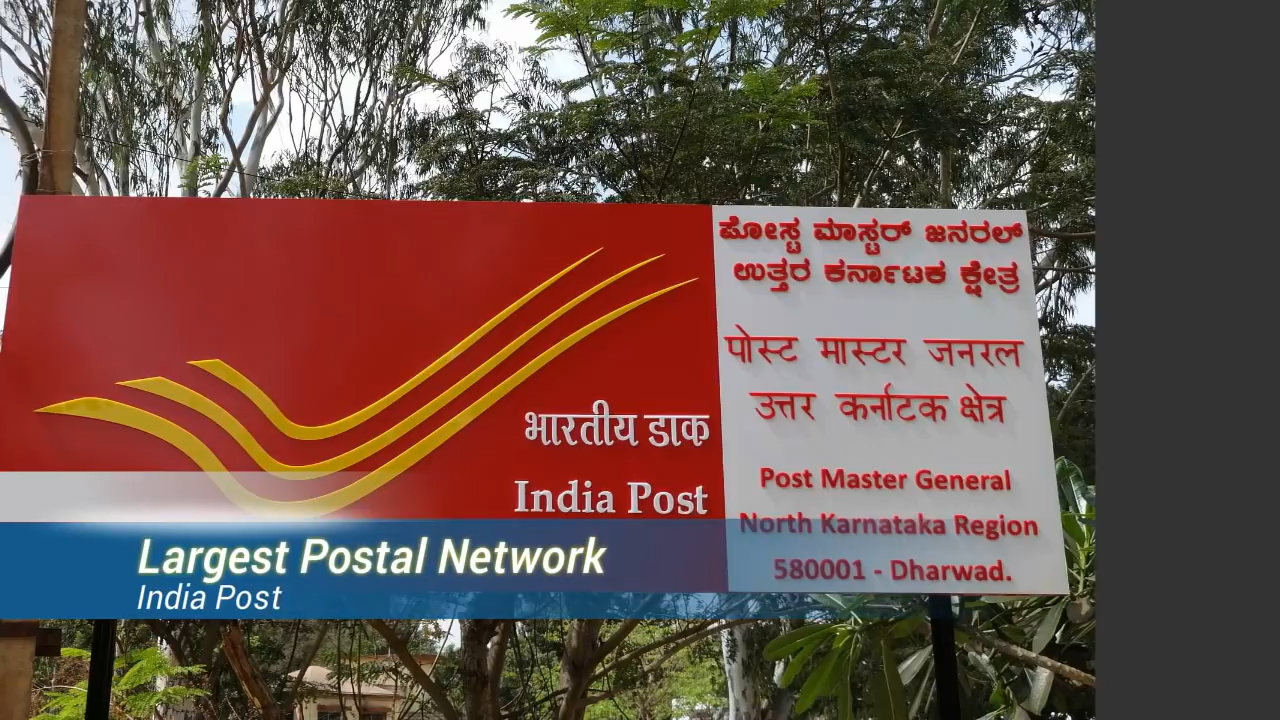 भारतीय डाक
India Post
ಪೋಸ್ಟ ಮಾಸ್ಟರ್ ಜನರಲ್
ಉತ್ತರ ಕರ್ನಾಟಕ ಕ್ಷೇತ್ರ
पोस्ट मास्टर जनरल
उत्तर कर्नाटक क्षेत्र
Post Master General
North Karnataka Region
580001 - Dharwad.
Largest Postal Network
India Post